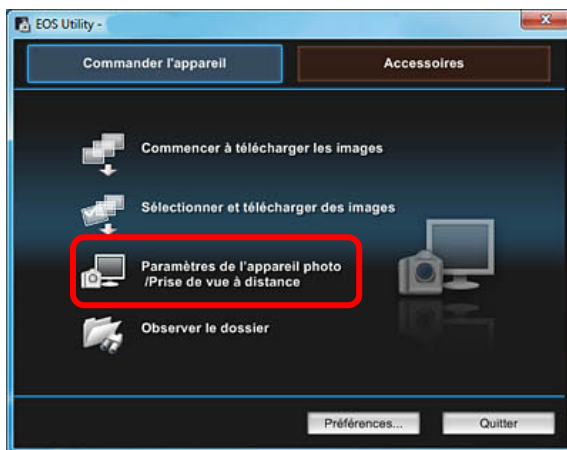 EOS Utility -
Commander l'appareil
Accessoires
Commencer à télécharger les images
Sélectionner et télécharger des images
Paramètres de l'appareil photo
/Prise de vue à distance
Observer le dossier
Préférences...
Quitter